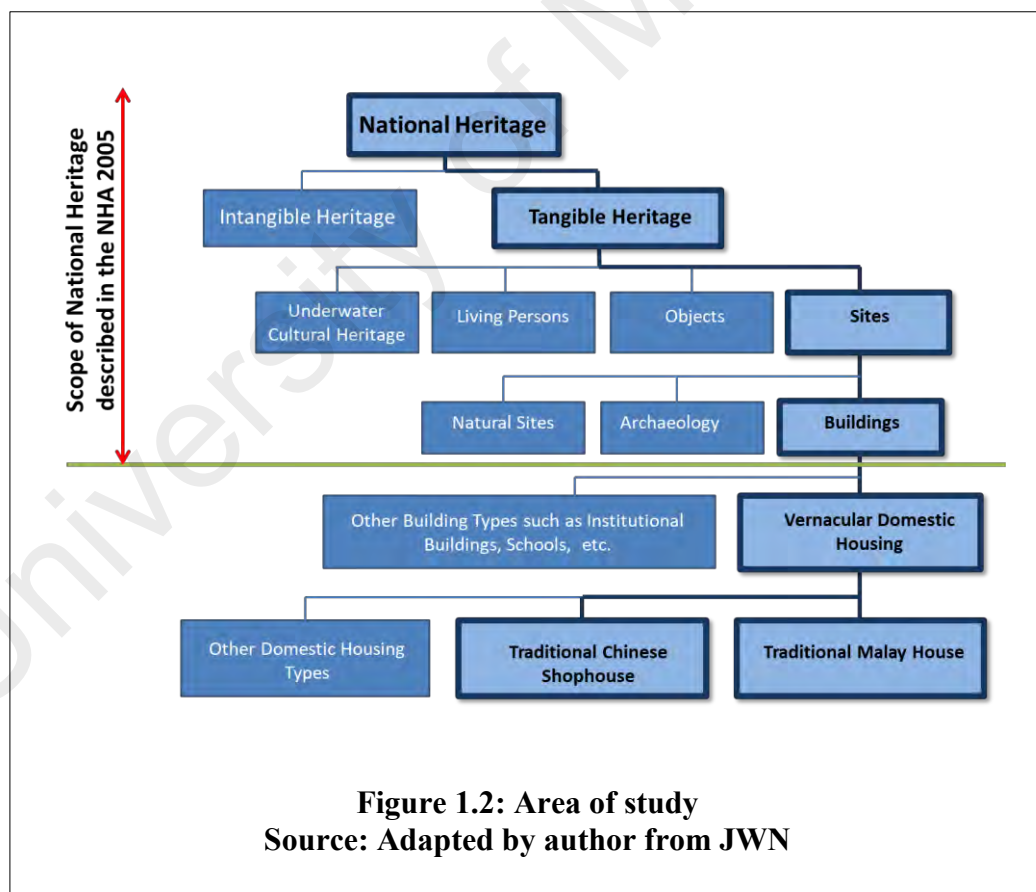 University of M
Scope of National Heritage
described in the NHA 2005
National Heritage
Intangible Heritage
Tangible Heritage
Underwater
Cultural Heritage
Living Persons
Objects
Sites
Natural Sites
Archaeology
Buildings
Other Building Types such as Institutional
Buildings, Schools, etc.
Vernacular Domestic
Housing
Other Domestic Housing
Types
Traditional Chinese
Shophouse
Traditional Malay House
Figure 1.2: Area of study
Source: Adapted by author from JWN